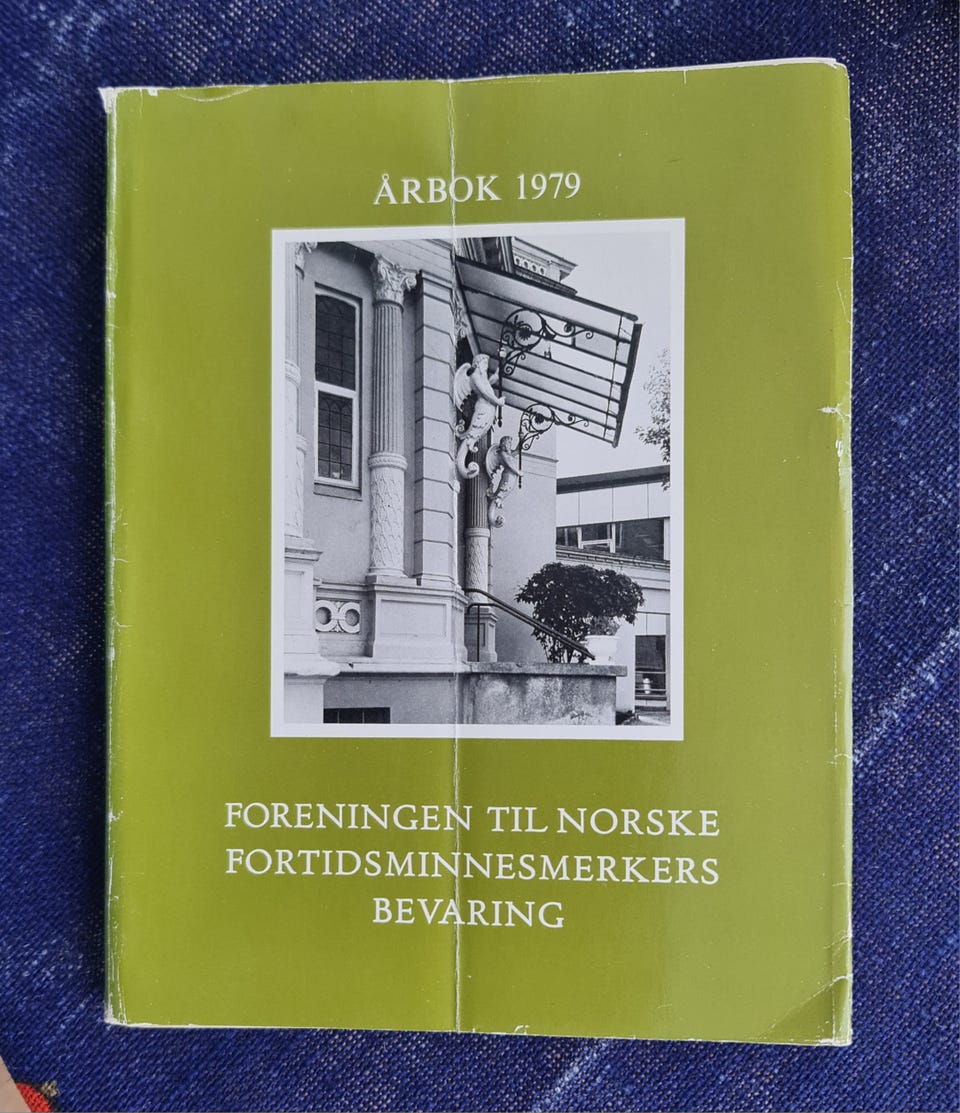 ÅRBOK 1979
FORENINGEN TIL NORSKE
FORTIDSMINNESMERKERS
BEVARING